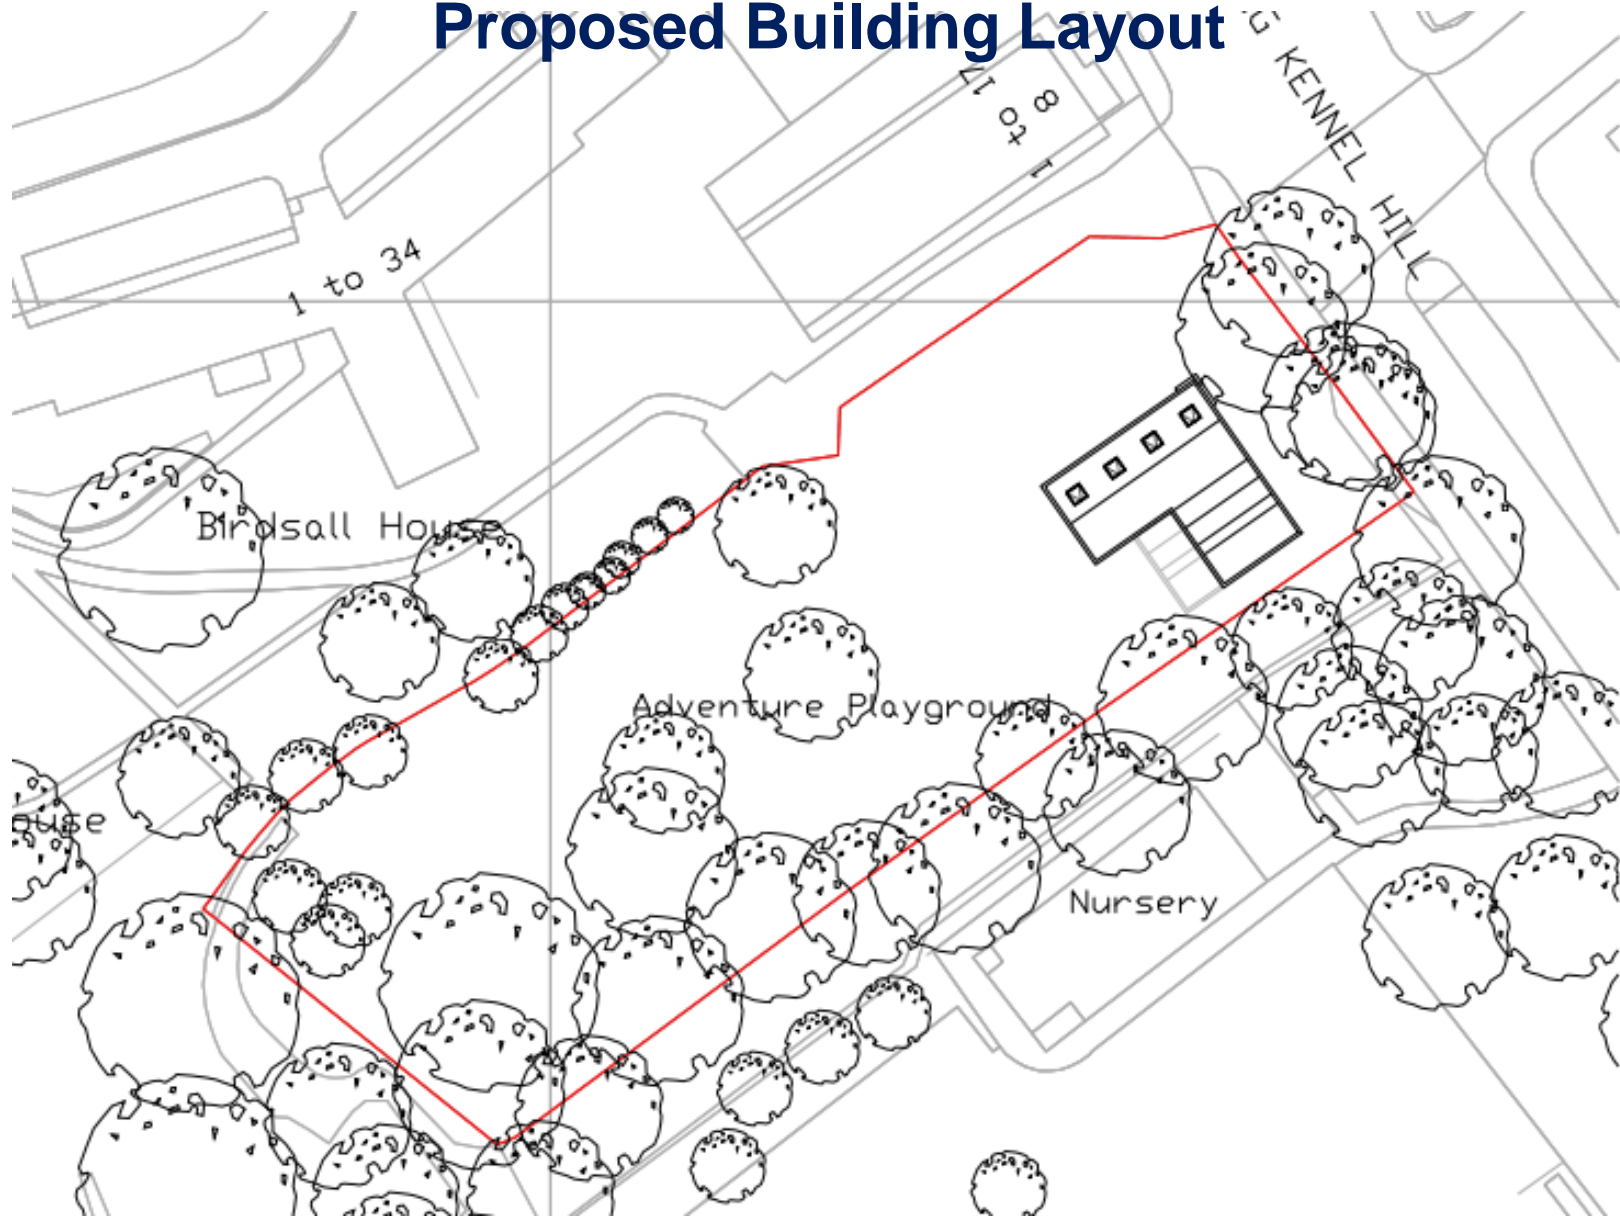 Proposed Building Layout
G KENNEL HILL
1 to 34
8 to 17
Birdsall House
Adventure Playground
ouse
Nursery